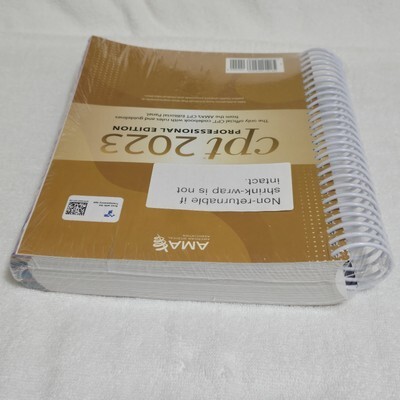 cpt 2023
PROFESSIONAL EDITION
The only official CPT® codebook with rules and guidelines
from the AMA's CPT Editorial Panel
Non-returnable if
shrink-wrap is not
intact.
AMA